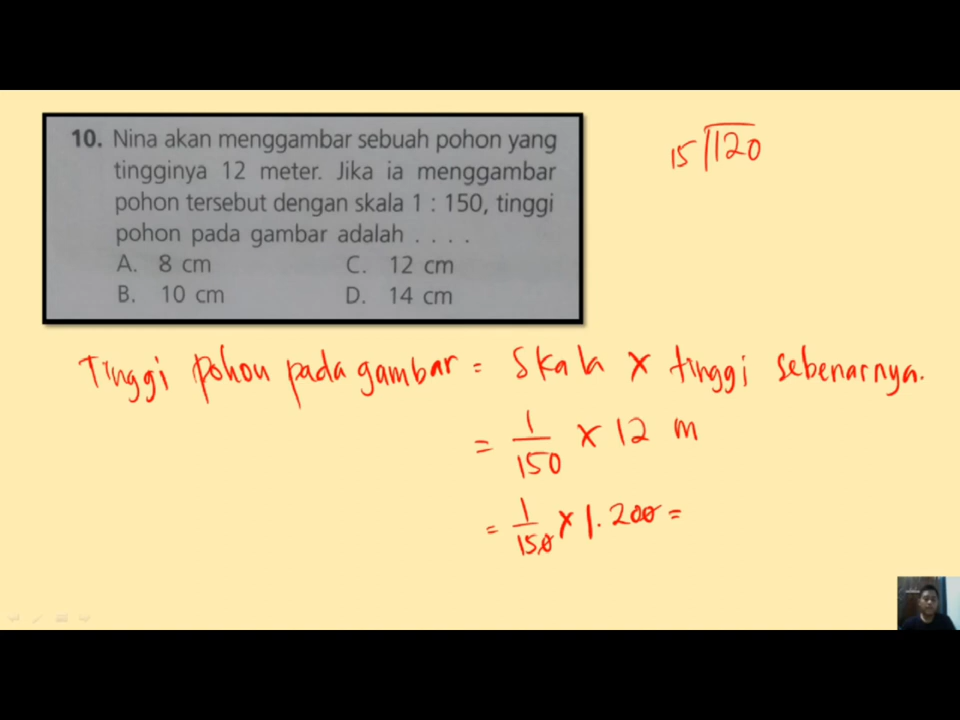 10. Nina akan menggambar sebuah pohon yang
tingginya 12 meter. Jika ia menggambar
pohon tersebut dengan skala 1 : 150, tinggi
pohon pada gambar adalah . . . .
A. 8 cm C. 12 cm
B. 10 cm D. 14 cm
15 120
Tinggi pohon pada gambar = Skala x tinggi sebenarnya.
= 1/150 x 12 m
= 1/150 x 1.200 =